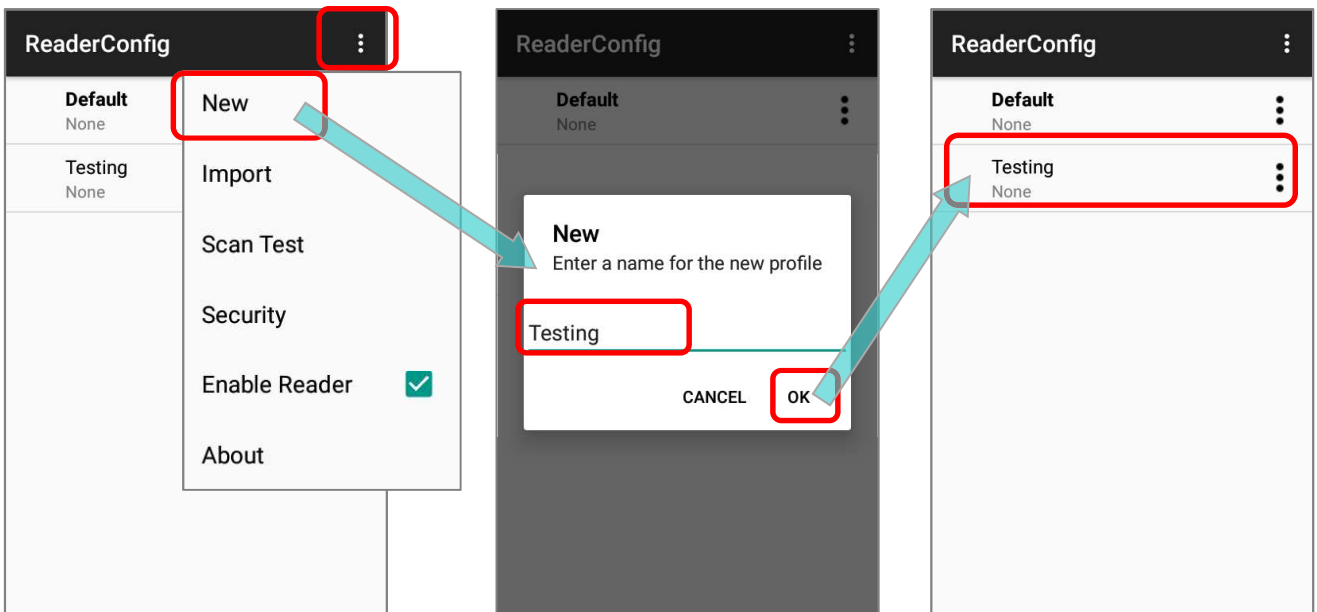 ReaderConfig
Default
None
Testing
None
New
Import
Scan Test
Security
Enable Reader
About
ReaderConfig
Default
None
New
Enter a name for the new profile
Testing
CANCEL OK
ReaderConfig
Default
None
Testing
None